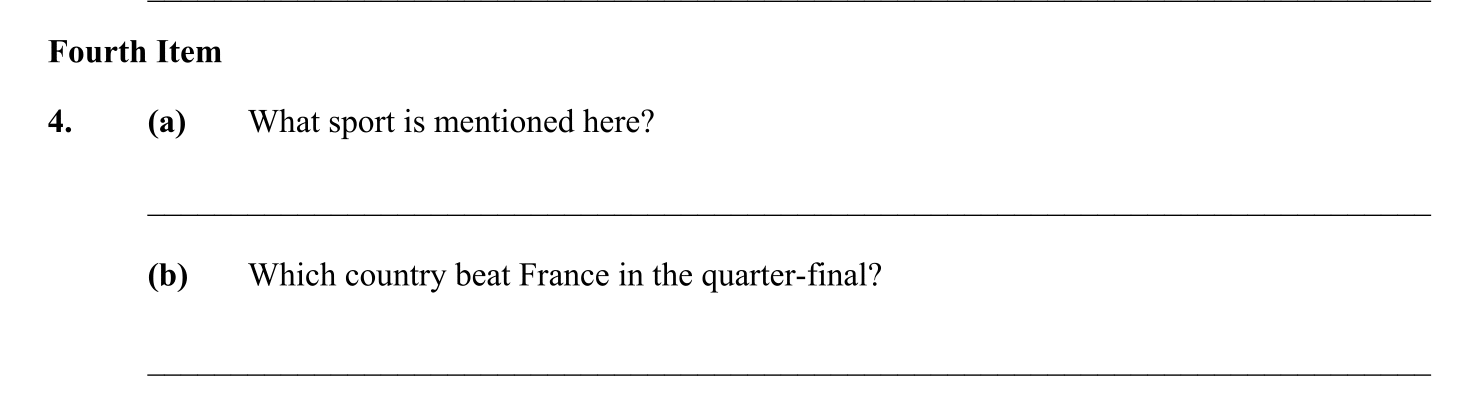 Fourth Item
4. (a) What sport is mentioned here?
(b) Which country beat France in the quarter-final?